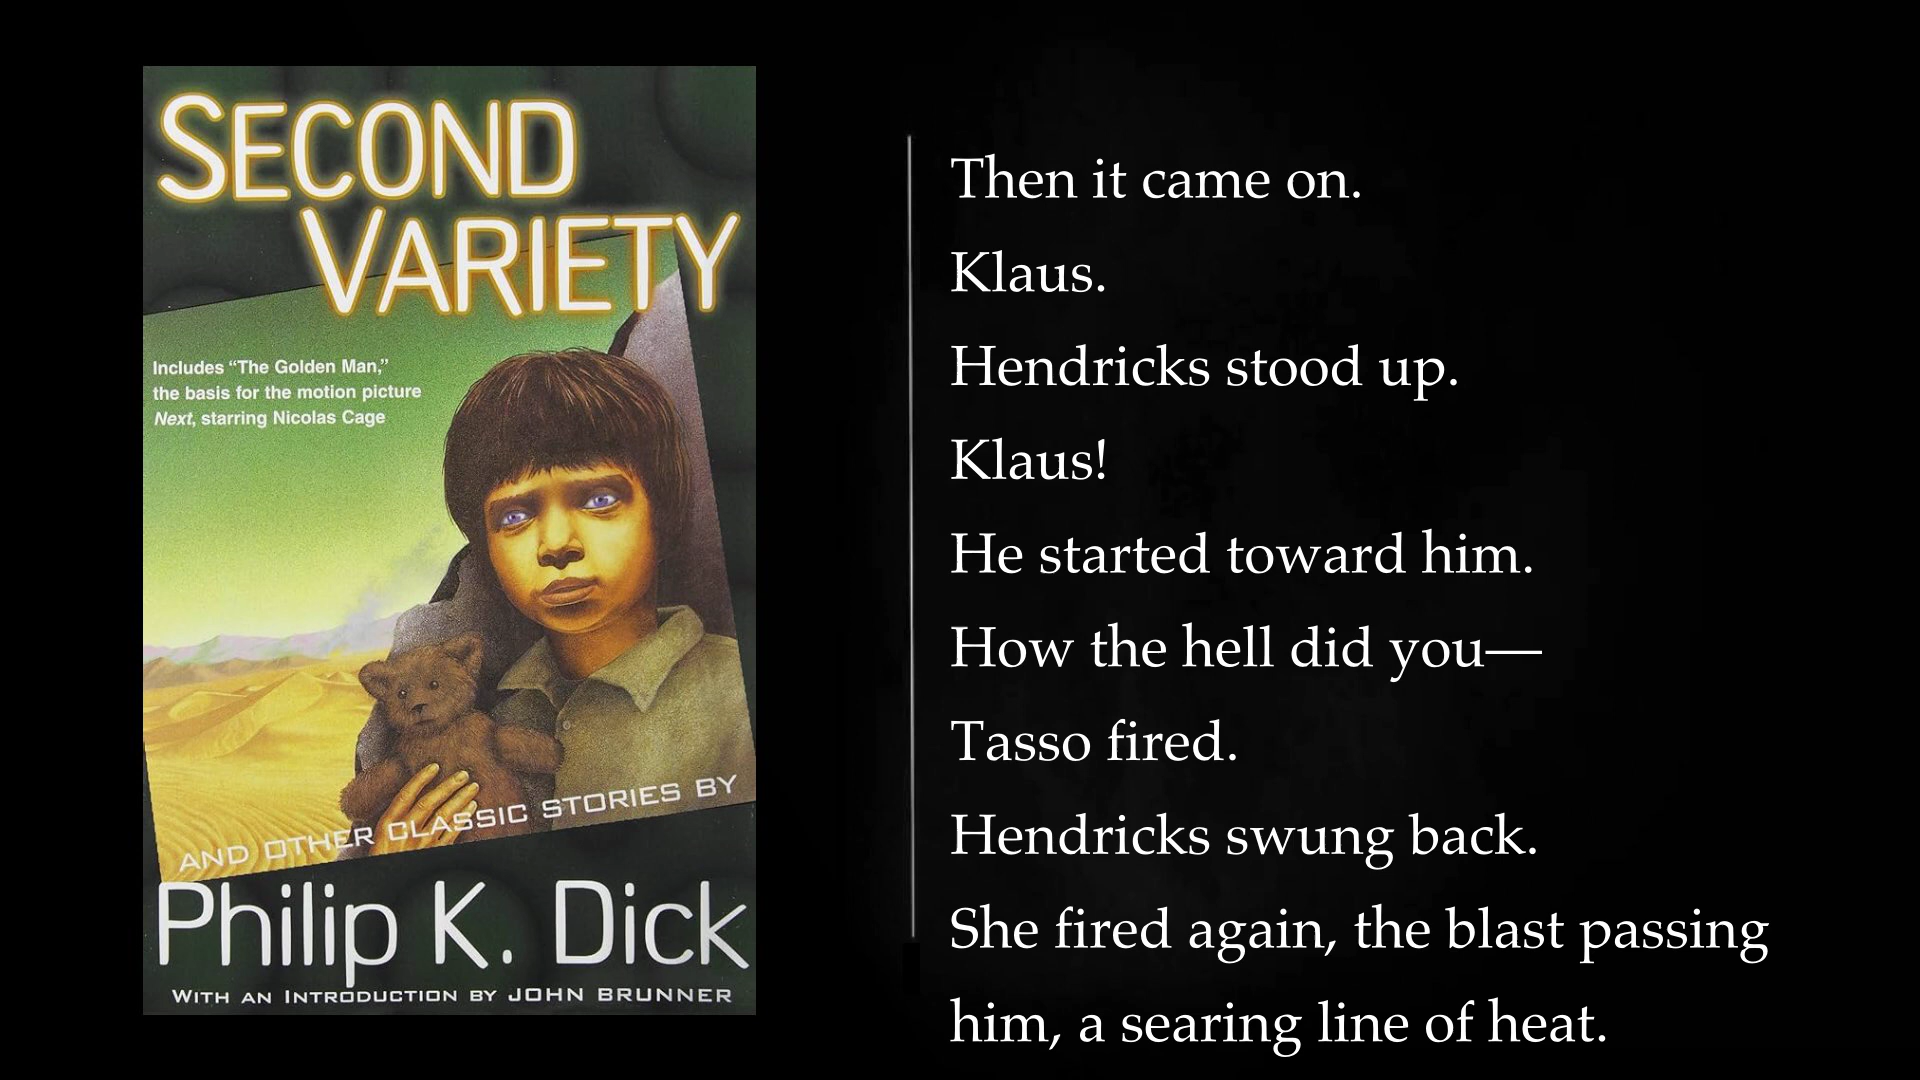 SECOND
VARIETY
Includes “The Golden Man,”
the basis for the motion picture
Next, starring Nicolas Cage
AND OTHER CLASSIC STORIES BY
Philip K. Dick
WITH AN INTRODUCTION BY JOHN BRUNNER
Then it came on.
Klaus.
Hendricks stood up.
Klaus!
He started toward him.
How the hell did you—
Tasso fired.
Hendricks swung back.
She fired again, the blast passing
him, a searing line of heat.